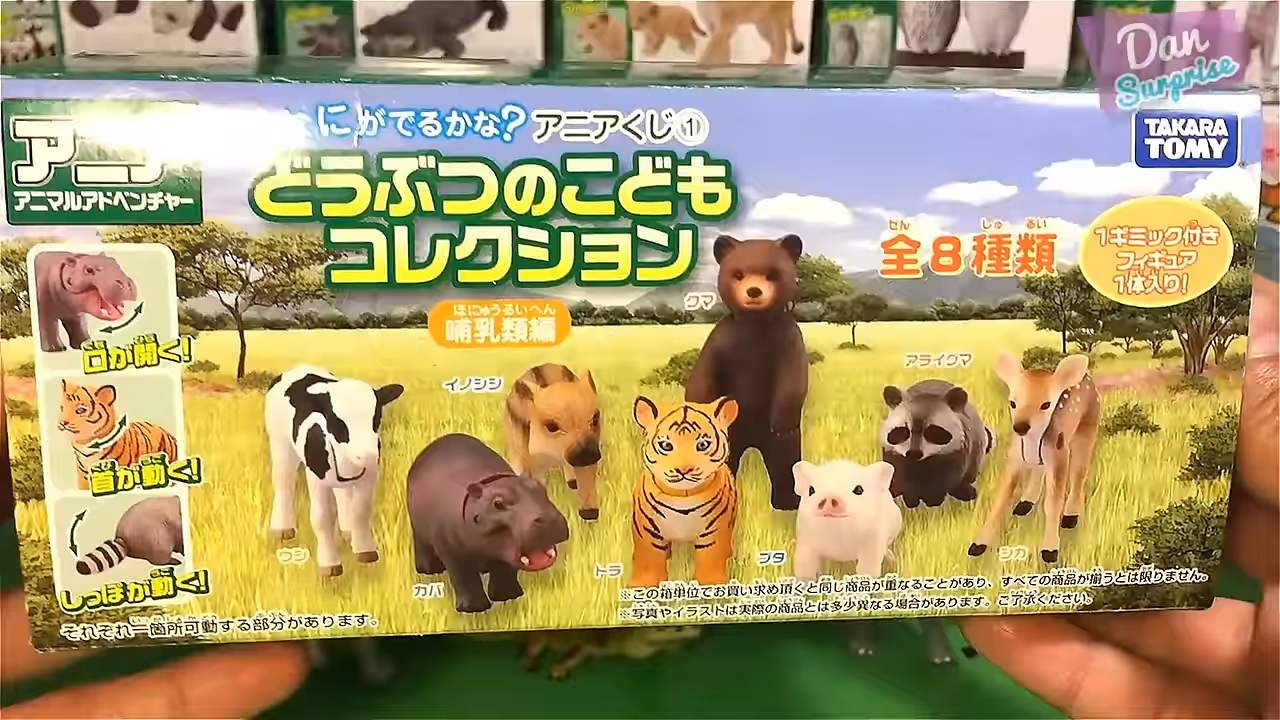 Dan
Surprise
TAKARA
TOMY
アニア
アニマルアドベンチャー
なにがでるかな? アニアくじ①
どうぶつのこども
コレクション
ほにゅうるいへん
哺乳類編
ぜん しゅ るい
全8種類
1ギミック付き
フィギュア
1体入り!
口が開く!
首が動く!
しっぽが動く!
それぞれ一箇所可動する部分があります。
ウシ
カバ
イノシシ
トラ
クマ
ブタ
アライグマ
シカ
※この箱単位でお買い求め頂くと同じ商品が重なることがあり、すべての商品が揃うとは限りません。
※写真やイラストは実際の商品とは多少異なる場合があります。ご了承ください。